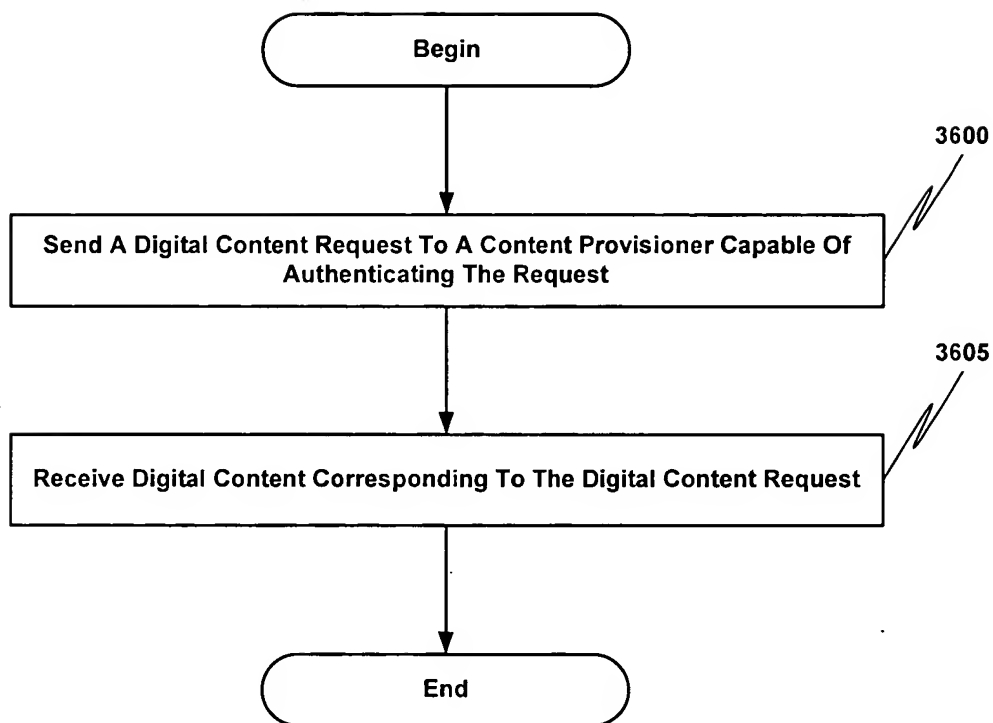 Begin
3600
Send A Digital Content Request To A Content Provisioner Capable Of
Authenticating The Request
3605
Receive Digital Content Corresponding To The Digital Content Request
End